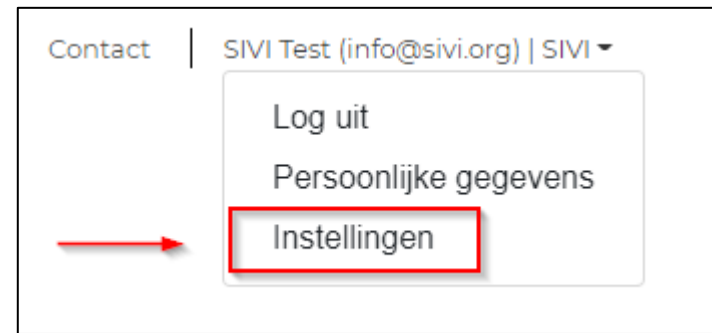 Contact SIVI Test (info@sivi.org) | SIVI
Log uit
Persoonlijke gegevens
Instellingen